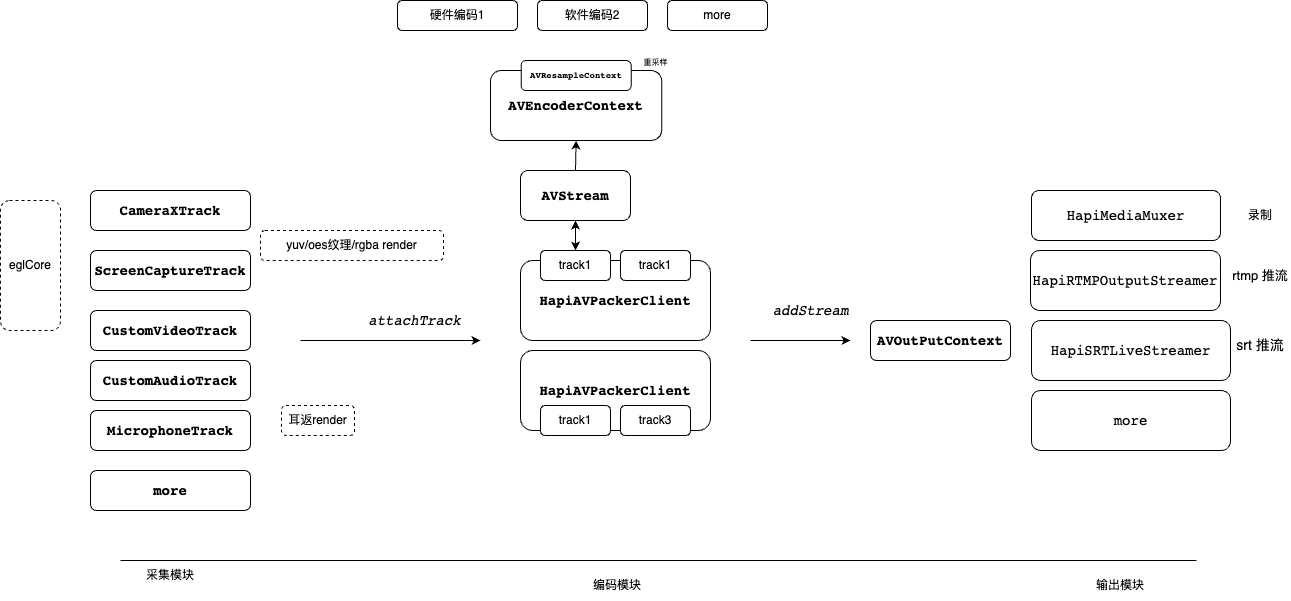 硬件编码1
软件编码2
more
重采样
AVResampleContext
AVEncoderContext
AVStream
eglCore
CameraXTrack
ScreenCaptureTrack
CustomVideoTrack
CustomAudioTrack
MicrophoneTrack
more
yuv/oes纹理/rgba render
耳返render
attachTrack
track1
track1
HapiAVPackerClient
HapiAVPackerClient
track1
track3
addStream
AVOutPutContext
HapiMediaMuxer
录制
HapiRTMPOutputStreamer
rtmp 推流
HapiSRTLiveStreamer
srt 推流
more
采集模块
编码模块
输出模块